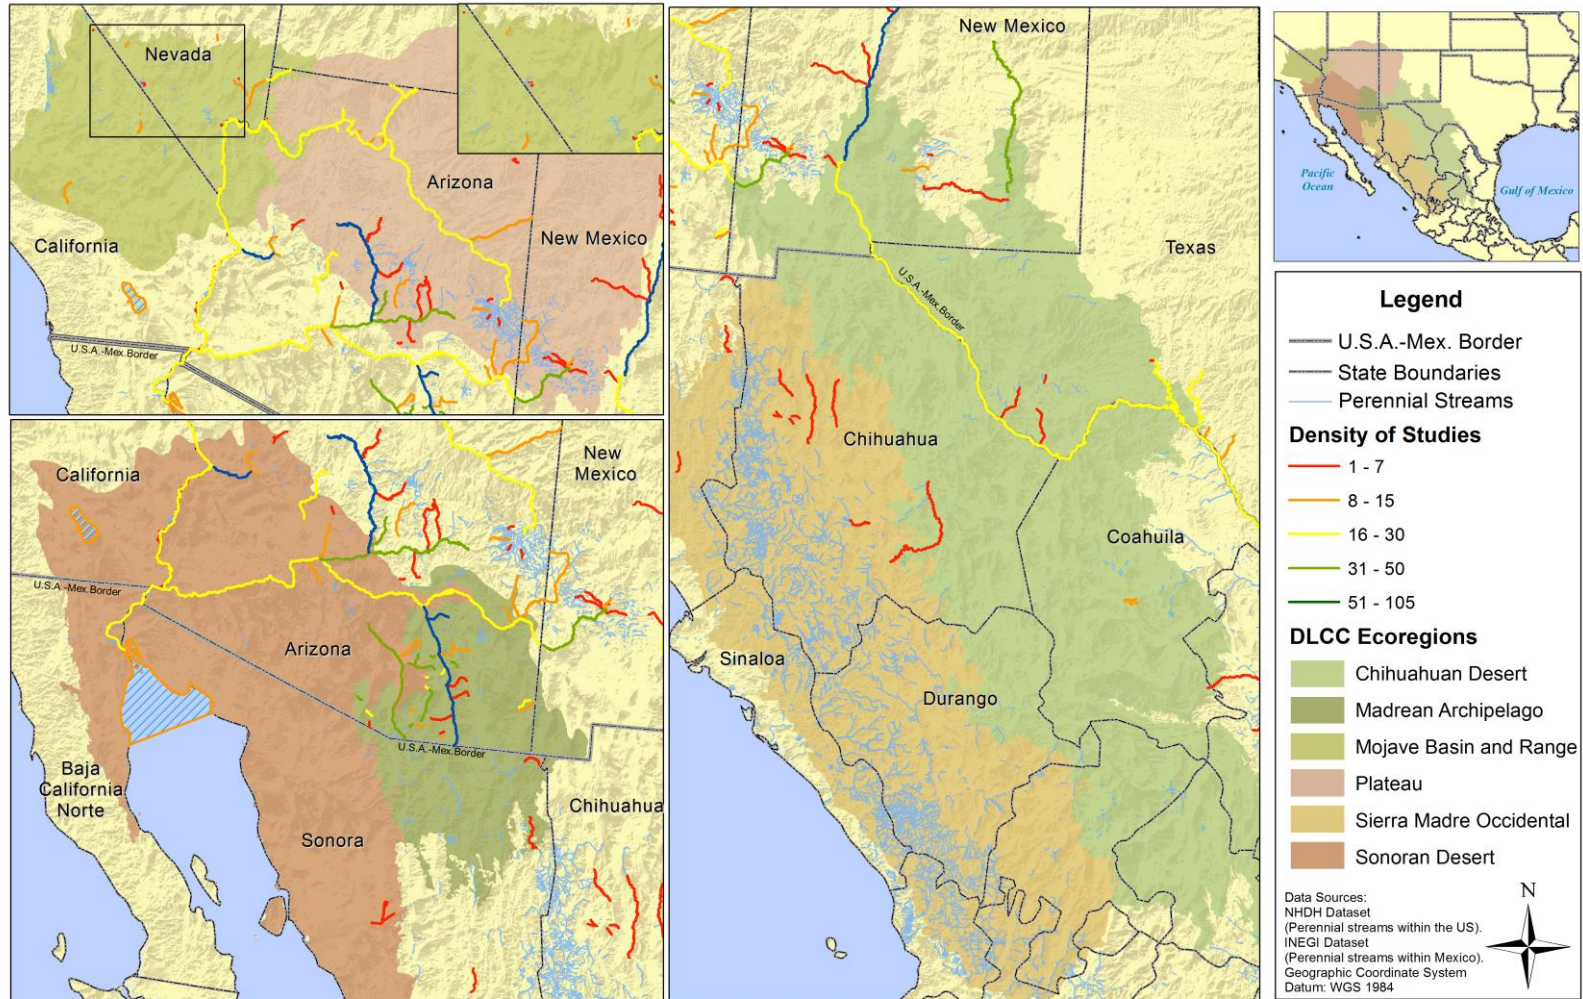 Nevada
California
Arizona
New Mexico
U.S.A.-Mex. Border
California
New
Mexico
U.S.A.-Mex.Border
Arizona
U.S.A.-Mex.Border
Baja
California
Norte
Sonora
Chihuahua
New Mexico
Texas
U.S.A.-Mex.Border
Chihuahua
Coahuila
Sinaloa
Durango
Pacific
Ocean
Gulf of Mexico
Legend
U.S.A.-Mex. Border
State Boundaries
Perennial Streams
Density of Studies
1 - 7
8 - 15
16 - 30
31 - 50
51 - 105
DLCC Ecoregions
Chihuahuan Desert
Madrean Archipelago
Mojave Basin and Range
Plateau
Sierra Madre Occidental
Sonoran Desert
Data Sources:
NHDH Dataset
(Perennial streams within the US).
INEGI Dataset
(Perennial streams within Mexico).
Geographic Coordinate System
Datum: WGS 1984
N